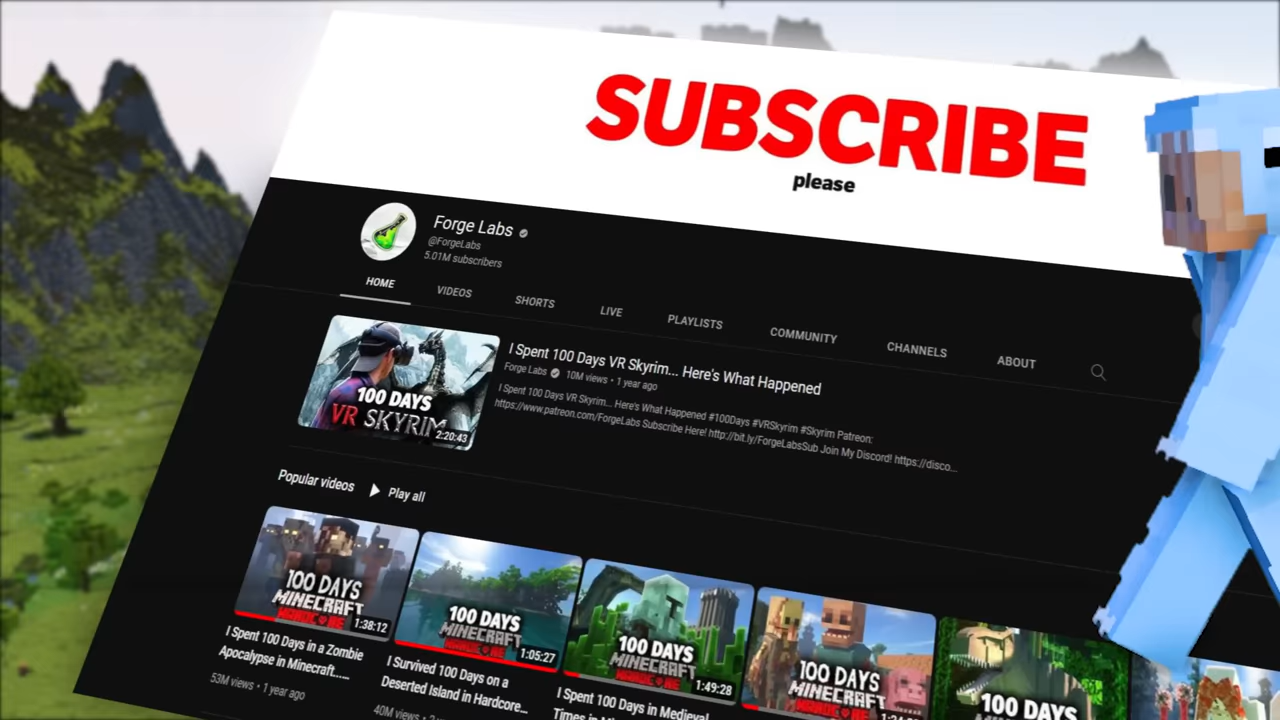 SUBSCRIBE
please
Forge Labs
@ForgeLabs
5.01M subscribers
HOME VIDEOS SHORTS LIVE PLAYLISTS COMMUNITY CHANNELS ABOUT
100 DAYS
VR SKYRIM
2:20:43
I Spent 100 Days VR Skyrim... Here's What Happened
Forge Labs 10M views • 1 year ago
I Spent 100 Days VR Skyrim... Here's What Happened #100Days #VRSkyrim #Skyrim Patreon:
https://www.patreon.com/ForgeLabs Subscribe Here! http://bit.ly/ForgeLabsSub Join My Discord! https://disco...
Popular videos Play all
100 DAYS
MINECRAFT
HARDCORE
1:38:12
I Spent 100 Days in a Zombie
Apocalypse in Minecraft......
53M views • 1 year ago
100 DAYS
MINECRAFT
HARDCORE
1:05:27
I Survived 100 Days on a
Deserted Island in Hardcore...
40M views •
100 DAYS
MINECRAFT
HARDCORE
1:49:28
I Spent 100 Days in Medieval
Times in
100 DAYS
MINECRAFT
HARDCORE
100 DAYS